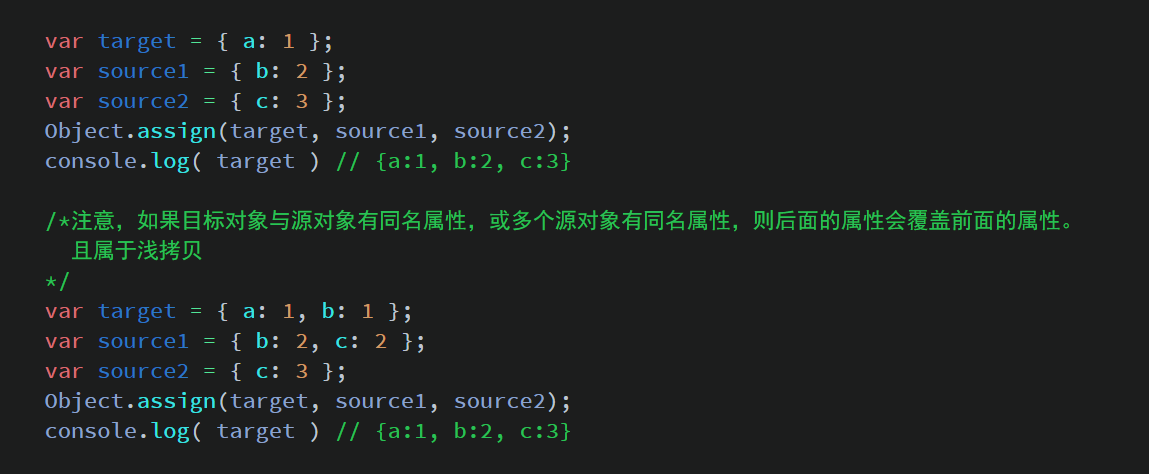 var target = { a: 1 };
var source1 = { b: 2 };
var source2 = { c: 3 };
Object.assign(target, source1, source2);
console.log( target ) // {a:1, b:2, c:3}
/*注意，如果目标对象与源对象有同名属性，或多个源对象有同名属性，则后面的属性会覆盖前面的属性。
且属于浅拷贝
*/
var target = { a: 1, b: 1 };
var source1 = { b: 2, c: 2 };
var source2 = { c: 3 };
Object.assign(target, source1, source2);
console.log( target ) // {a:1, b:2, c:3}